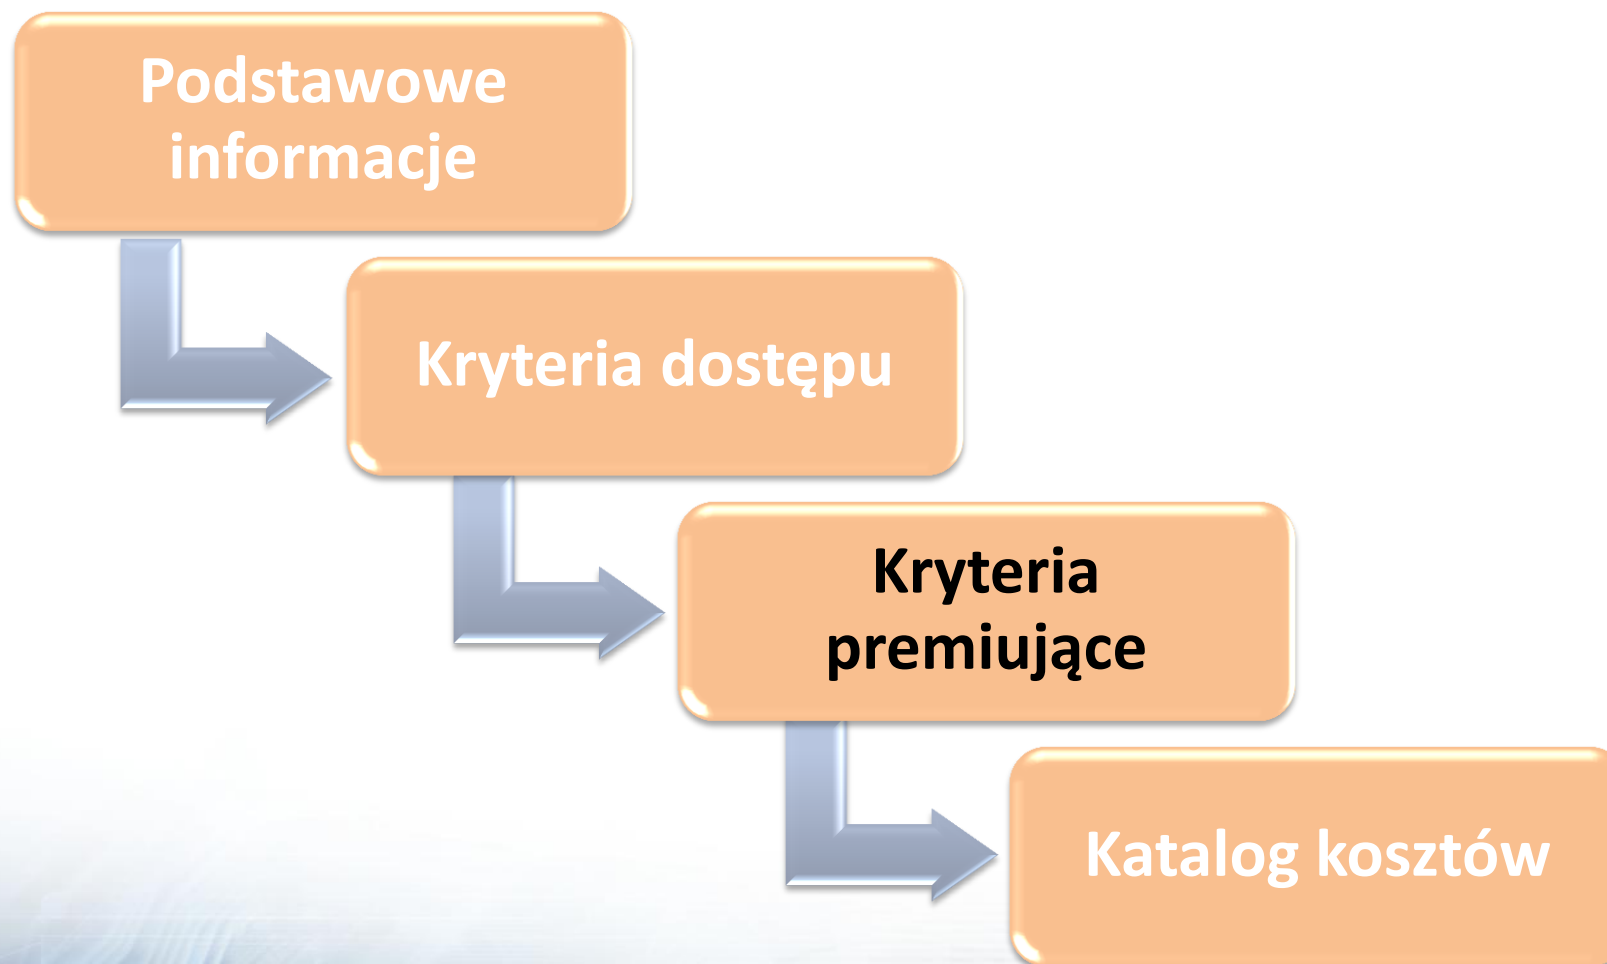 Podstawowe
informacje
Kryteria dostępu
Kryteria
premiujące
Katalog kosztów